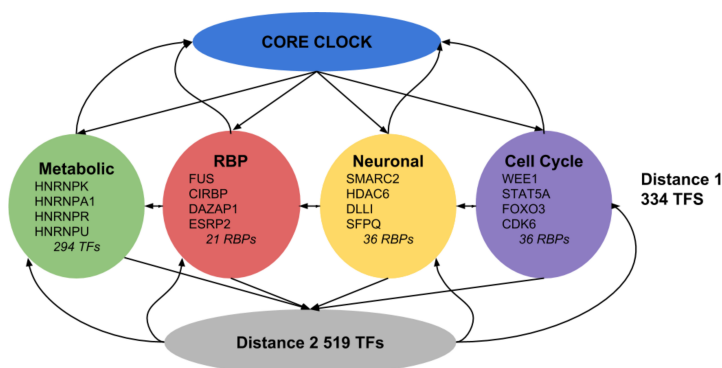 CORE CLOCK
Metabolic
HNRNPK
HNRNPA1
HNRNPR
HNRNPU
294 TFs
RBP
FUS
CIRBP
DAZAP1
ESRP2
21 RBPs
Neuronal
SMARC2
HDAC6
DLLI
SFPQ
36 RBPs
Cell Cycle
WEE1
STAT5A
FOXO3
CDK6
36 RBPs
Distance 1
334 TFS
Distance 2 519 TFs